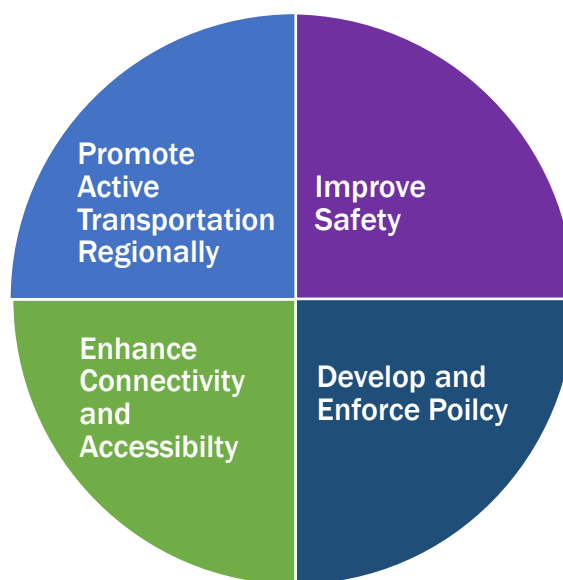 Promote
Active
Transportation
Regionally
Improve
Safety
Enhance
Connectivity
and
Accessibilty
Develop and
Enforce Poilcy